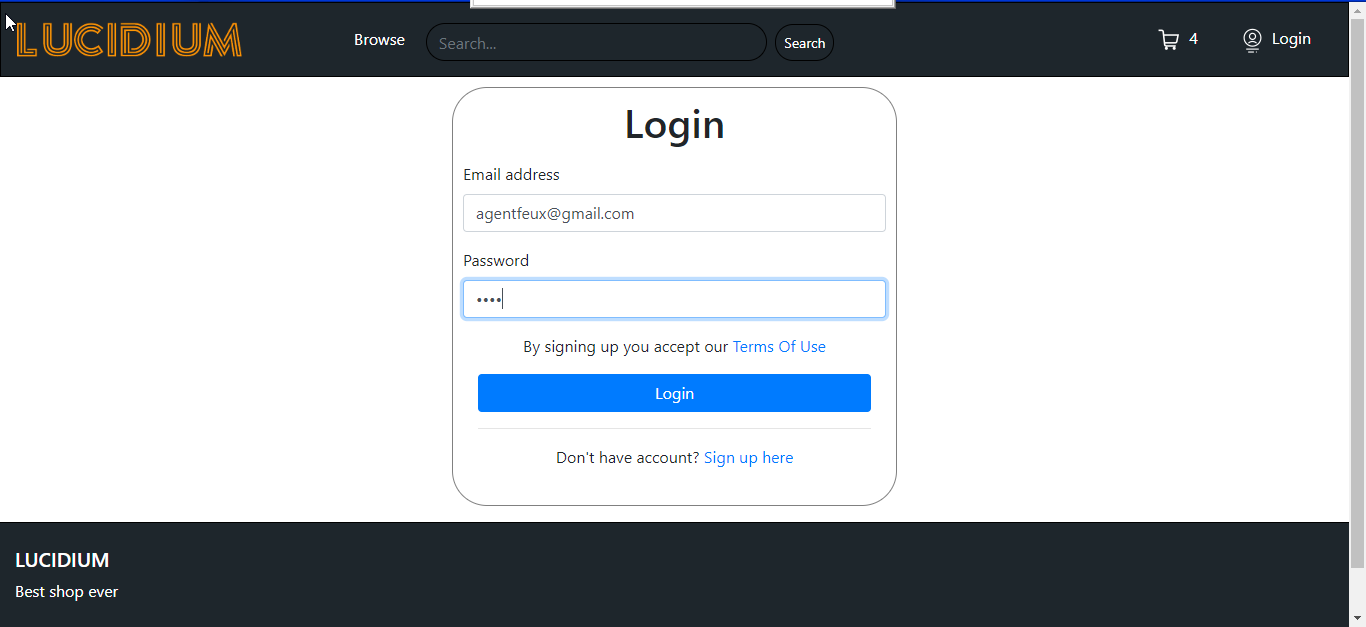 LUCIDIUM Browse Search... Search 4 Login
Login
Email address
agentfeux@gmail.com
Password
••••
By signing up you accept our Terms Of Use
Login
Don't have account? Sign up here
LUCIDIUM
Best shop ever